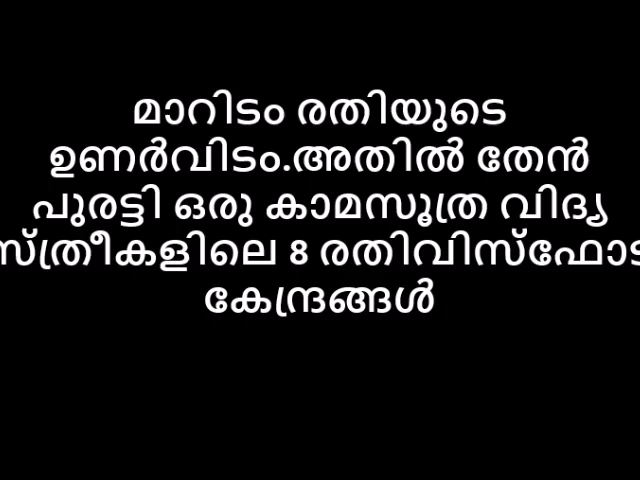 മാറിടം രതിയുടെ
ഉണർവിടം.അതിൽ തേൻ
പുരട്ടി ഒരു കാമസൂത്ര വിദ്യ
സ്ത്രീകളിലെ 8 രതിവിസ്ഫോട
കേന്ദ്രങ്ങൾ